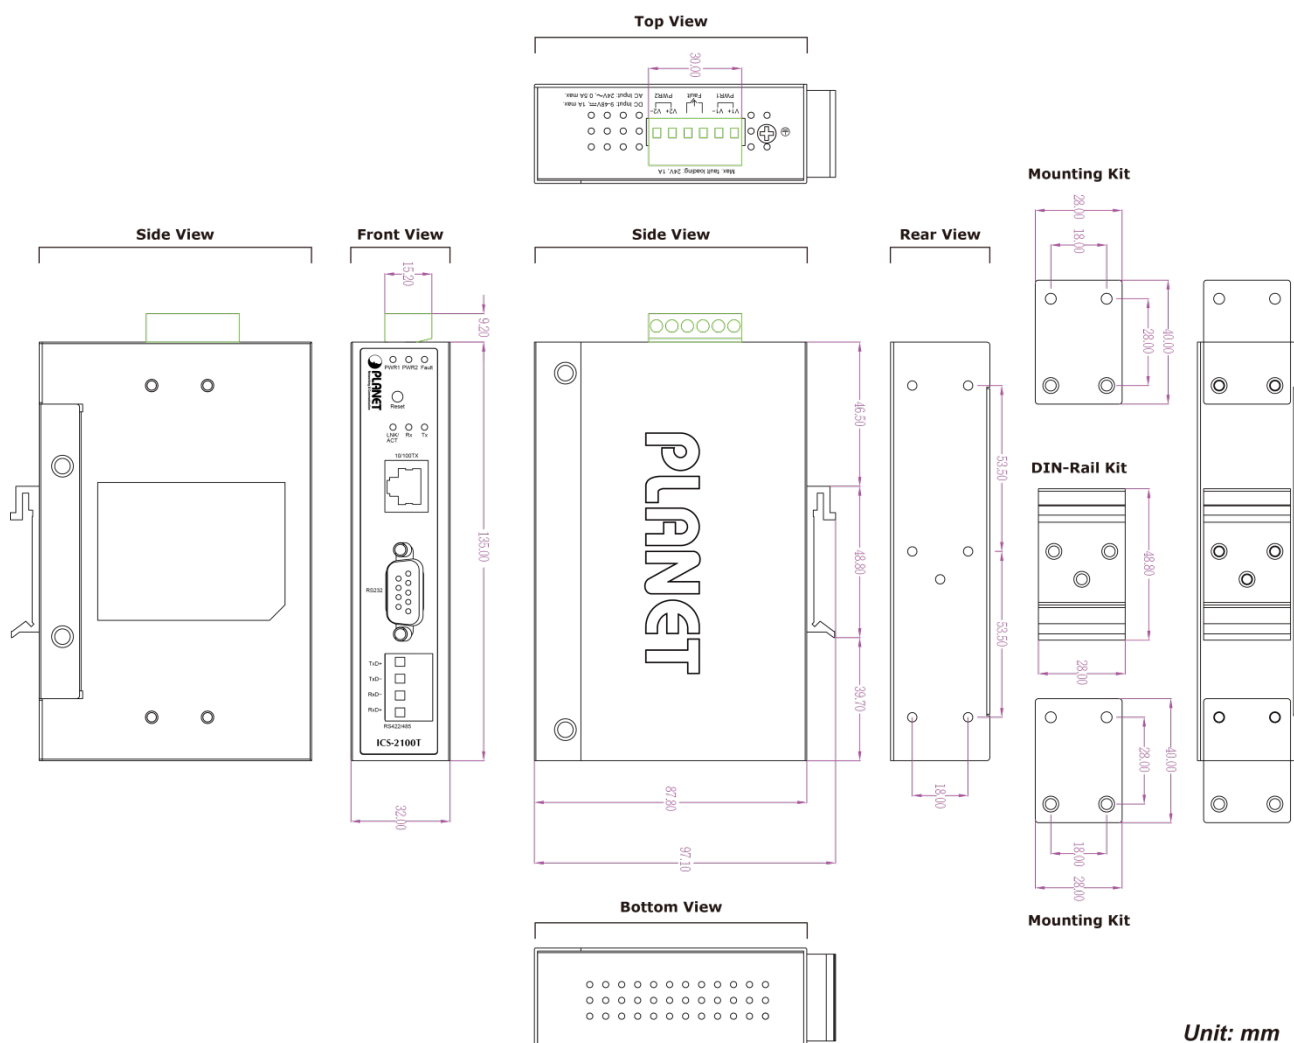 Top View
30.00
Max. fault loading: 24V, 1A
V1+ V1-
PWR1
Fault
V2+ V2-
PWR2
DC Input: 9-48V, 1A max.
AC Input: 24V~, 0.5A max.
Mounting Kit
28.00
18.00
28.00
40.00
Side View
Front View
Side View
Rear View
15.20
9.20
PLANET
PWR1 PWR2 Fault
Reset
LNK/ACT Rx Tx
10/100TX
RS232
TxD+
TxD-
RxD-
RxD+
RS422/485
ICS-2100T
135.00
32.00
PLANET
46.50
48.80
39.70
87.80
97.10
53.50
53.50
18.00
DIN-Rail Kit
48.80
28.00
28.00
40.00
18.00
28.00
Mounting Kit
Bottom View
Unit: mm